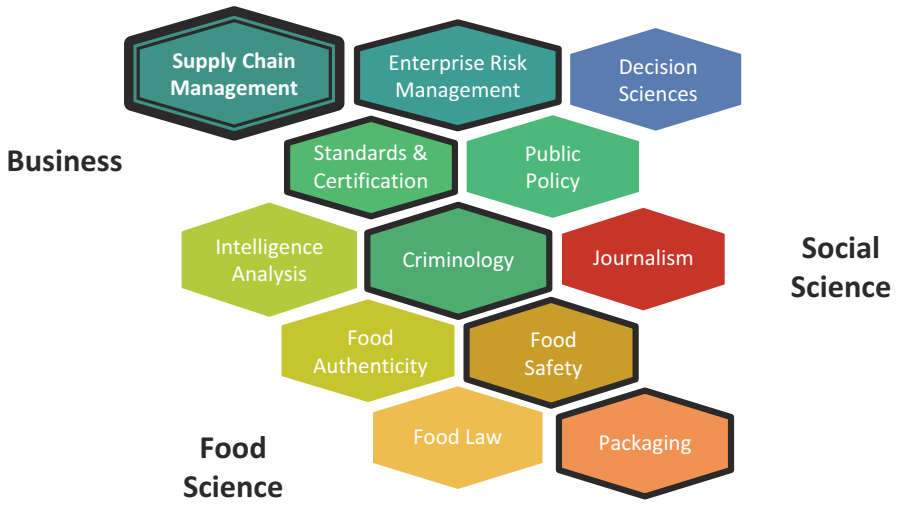 Supply Chain
Management
Enterprise Risk
Management
Decision
Sciences
Business
Standards &
Certification
Public
Policy
Intelligence
Analysis
Criminology
Journalism
Social
Science
Food
Authenticity
Food
Safety
Food Law
Packaging
Food
Science